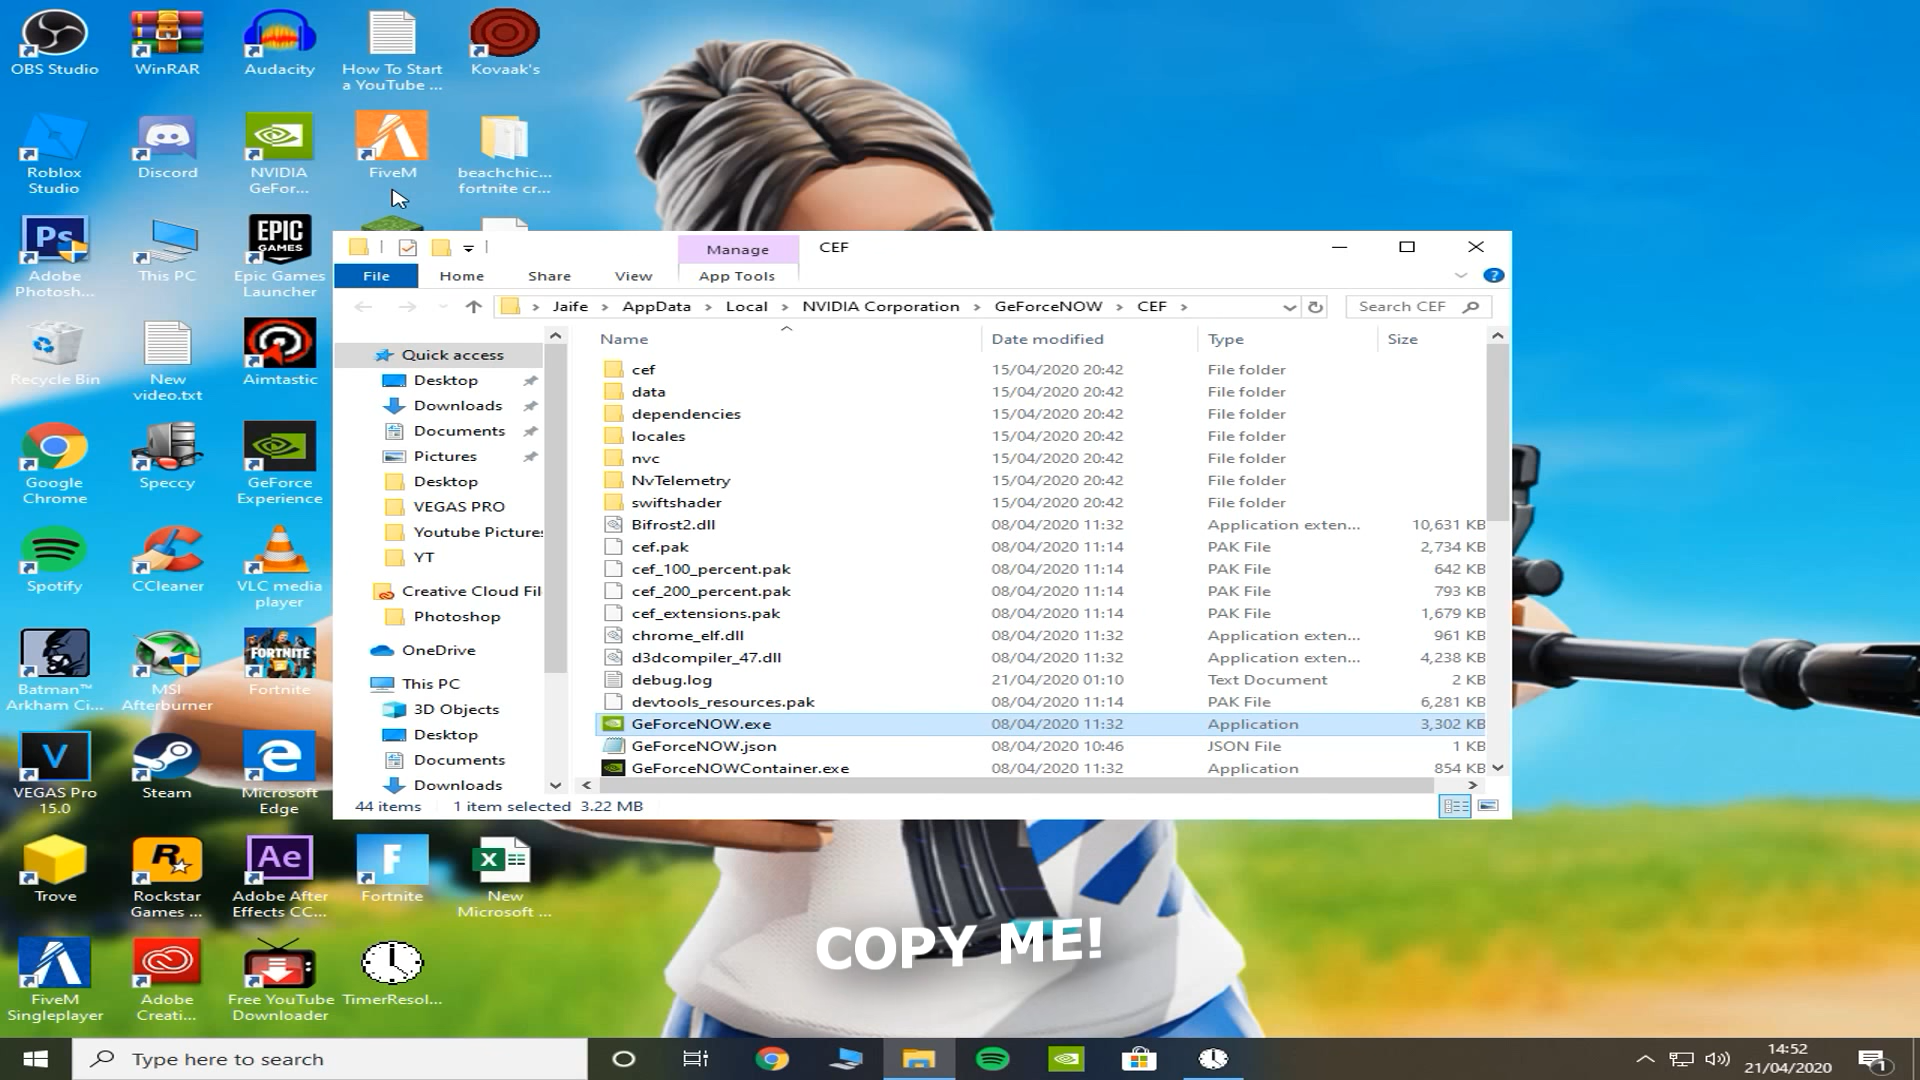 OBS Studio
WinRAR
Audacity
How To Start
a YouTube ...
Kovaak's
Roblox
Studio
Discord
NVIDIA
GeFor...
FiveM
beachchic...
fortnite cr...
Ps
Adobe
Photosh...
This PC
EPIC
GAMES
Epic Games
Launcher
Recycle Bin
New
video.txt
Aimtastic
Google
Chrome
Speccy
GeForce
Experience
Spotify
CCleaner
VLC media
player
Batman™
Arkham Ci...
MSI
Afterburner
FORTNITE
Fortnite
V
VEGAS Pro
15.0
Steam
Microsoft
Edge
Trove
R
Rockstar
Games ...
Ae
Adobe After
Effects CC...
F
Fortnite
X
New
Microsoft ...
FiveM
Singleplayer
Adobe
Creati...
Free YouTube
Downloader
TimerResol...
Manage
CEF
File
Home
Share
View
App Tools
?
Jaife
AppData
Local
NVIDIA Corporation
GeForceNOW
CEF
Search CEF
Quick access
Desktop
Downloads
Documents
Pictures
Desktop
VEGAS PRO
Youtube Pictures
YT
Creative Cloud Fil
Photoshop
OneDrive
This PC
3D Objects
Desktop
Documents
Downloads
Name Date modified Type Size
cef 15/04/2020 20:42 File folder
data 15/04/2020 20:42 File folder
dependencies 15/04/2020 20:42 File folder
locales 15/04/2020 20:42 File folder
nvc 15/04/2020 20:42 File folder
NvTelemetry 15/04/2020 20:42 File folder
swiftshader 15/04/2020 20:42 File folder
Bifrost2.dll 08/04/2020 11:32 Application exten... 10,631 KB
cef.pak 08/04/2020 11:14 PAK File 2,734 KB
cef_100_percent.pak 08/04/2020 11:14 PAK File 642 KB
cef_200_percent.pak 08/04/2020 11:14 PAK File 793 KB
cef_extensions.pak 08/04/2020 11:14 PAK File 1,679 KB
chrome_elf.dll 08/04/2020 11:32 Application exten... 961 KB
d3dcompiler_47.dll 08/04/2020 11:32 Application exten... 4,238 KB
debug.log 21/04/2020 01:10 Text Document 2 KB
devtools_resources.pak 08/04/2020 11:14 PAK File 6,281 KB
GeForceNOW.exe 08/04/2020 11:32 Application 3,302 KB
GeForceNOW.json 08/04/2020 10:46 JSON File 1 KB
GeForceNOWContainer.exe 08/04/2020 11:32 Application 854 KB
44 items 1 item selected 3.22 MB
COPY ME!
Type here to search
14:52
21/04/2020
1